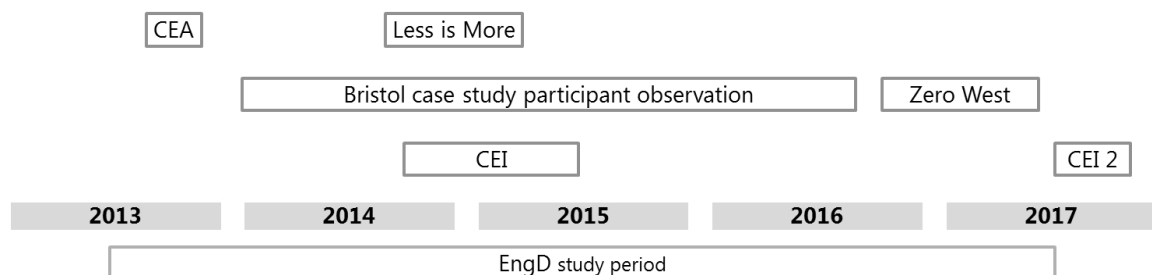 CEA
Less is More
Bristol case study participant observation
Zero West
CEI
CEI 2
2013
2014
2015
2016
2017
EngD study period